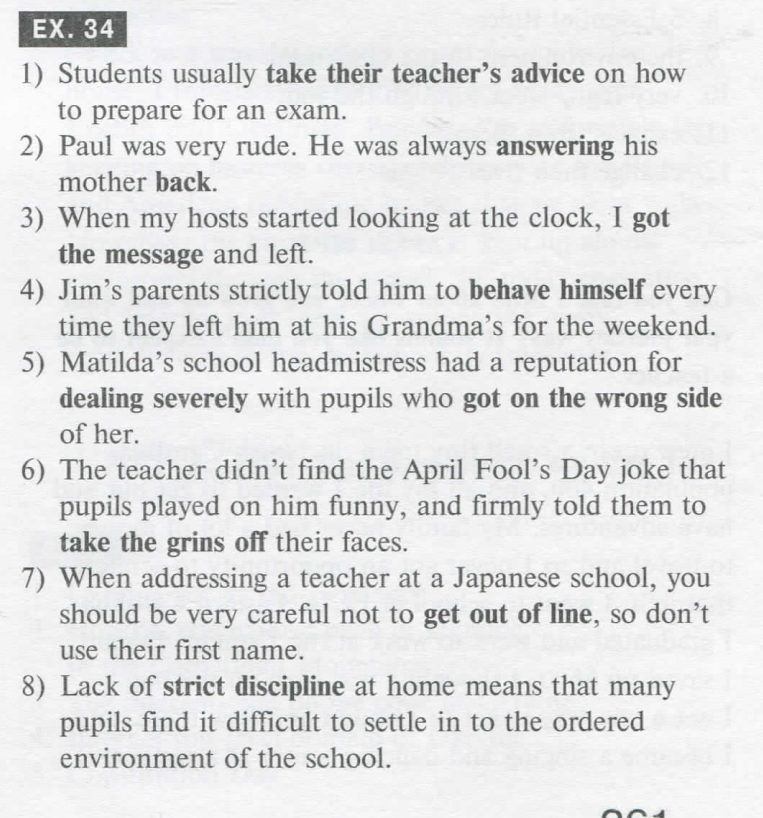 EX. 34
1) Students usually take their teacher's advice on how
to prepare for an exam.
2) Paul was very rude. He was always answering his
mother back.
3) When my hosts started looking at the clock, I got
the message and left.
4) Jim's parents strictly told him to behave himself every
time they left him at his Grandma's for the weekend.
5) Matilda's school headmistress had a reputation for
dealing severely with pupils who got on the wrong side
of her.
6) The teacher didn't find the April Fool's Day joke that
pupils played on him funny, and firmly told them to
take the grins off their faces.
7) When addressing a teacher at a Japanese school, you
should be very careful not to get out of line, so don't
use their first name.
8) Lack of strict discipline at home means that many
pupils find it difficult to settle in to the ordered
environment of the school.